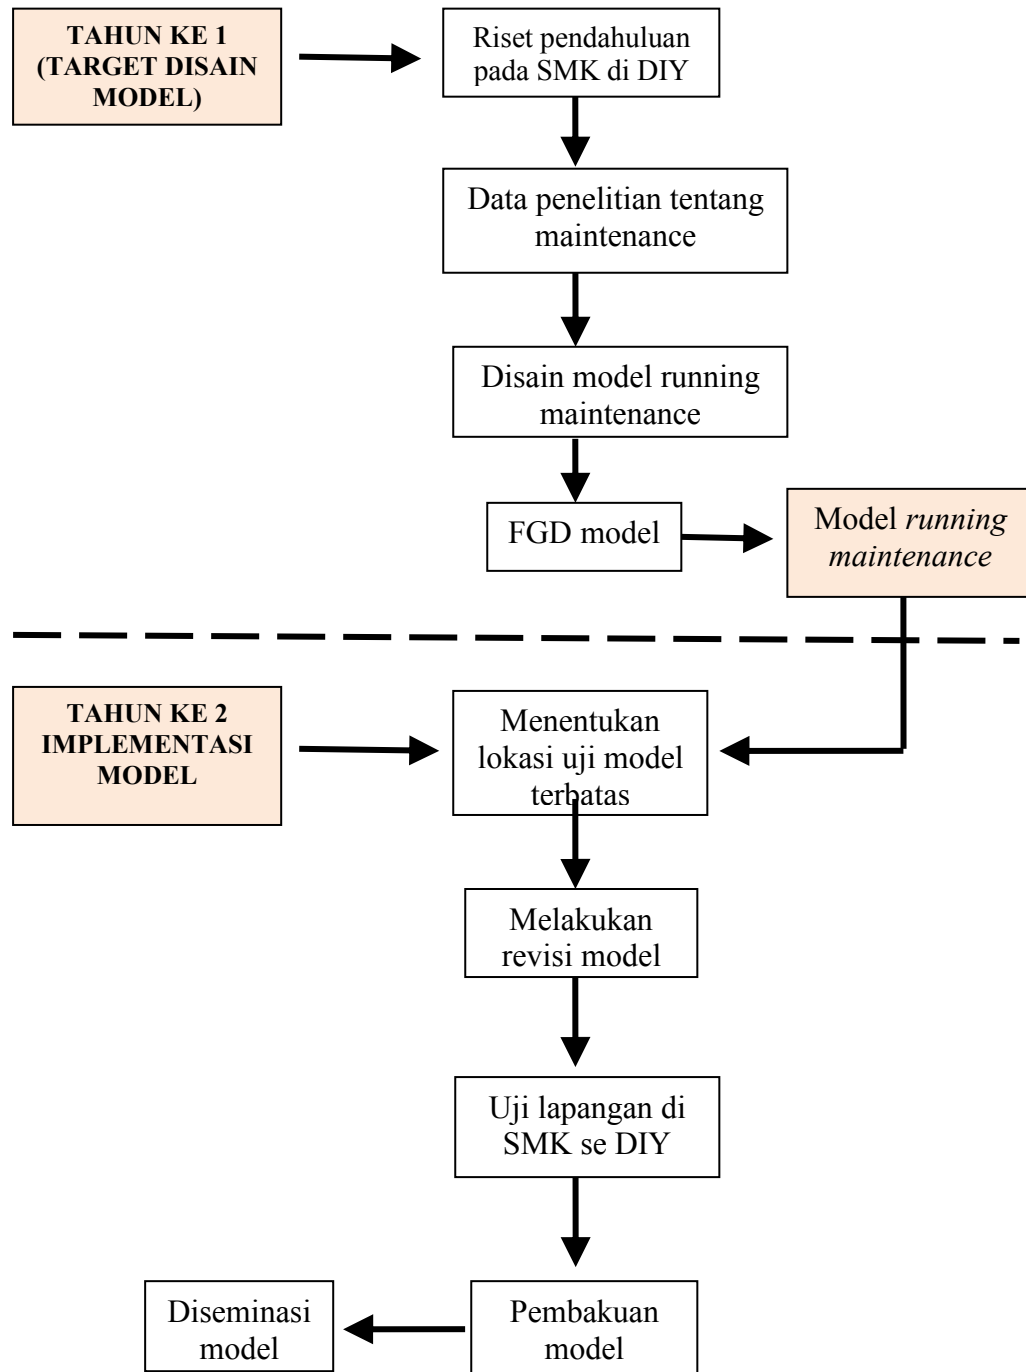 TAHUN KE 1
(TARGET DISAIN
MODEL)
Riset pendahuluan
pada SMK di DIY
Data penelitian tentang
maintenance
Disain model running
maintenance
FGD model
Model running
maintenance
TAHUN KE 2
IMPLEMENTASI
MODEL
Menentukan
lokasi uji model
terbatas
Melakukan
revisi model
Uji lapangan di
SMK se DIY
Diseminasi
model
Pembakuan
model